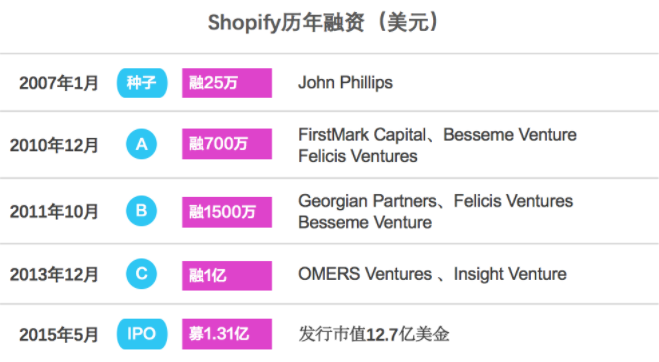 Shopify历年融资（美元）
2007年1月 种子 融25万 John Phillips
2010年12月 A 融700万 FirstMark Capital、Besseme Venture
Felicis Ventures
2011年10月 B 融1500万 Georgian Partners、Felicis Ventures
Besseme Venture
2013年12月 C 融1亿 OMERS Ventures 、Insight Venture
2015年5月 IPO 募1.31亿 发行市值12.7亿美金